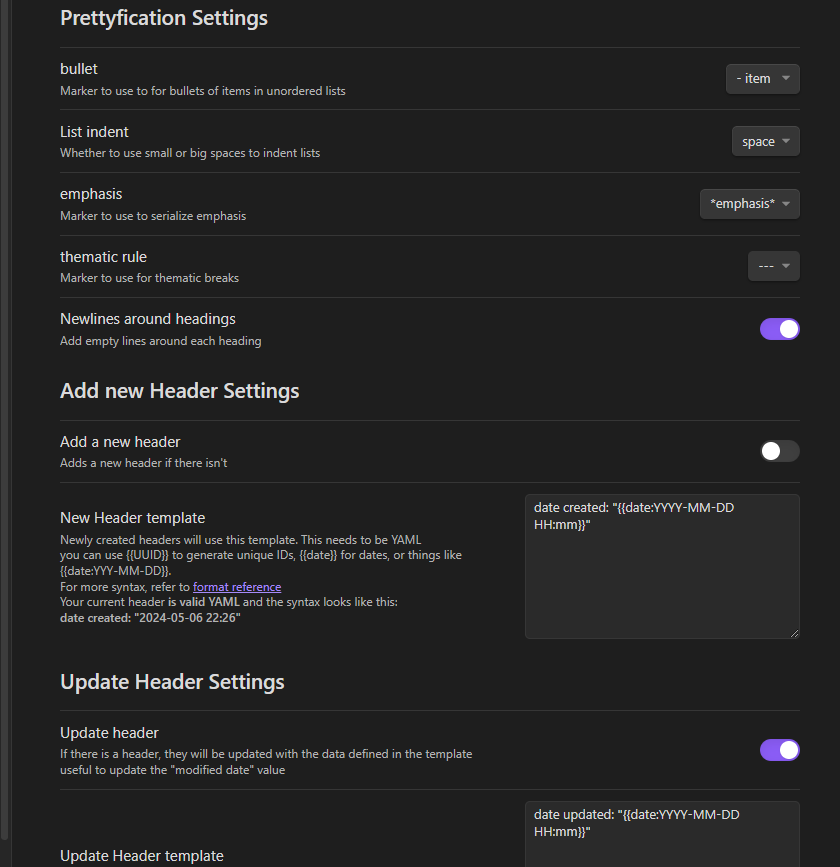 Prettyfication Settings
bullet
Marker to use to for bullets of items in unordered lists
- item
List indent
Whether to use small or big spaces to indent lists
space
emphasis
Marker to use to serialize emphasis
*emphasis*
thematic rule
Marker to use for thematic breaks
---
Newlines around headings
Add empty lines around each heading
Add new Header Settings
Add a new header
Adds a new header if there isn't
New Header template
Newly created headers will use this template. This needs to be YAML
you can use {{UUID}} to generate unique IDs, {{date}} for dates, or things like
{{date:YYY-MM-DD}}.
For more syntax, refer to format reference
Your current header is valid YAML and the syntax looks like this:
date created: "2024-05-06 22:26"
date created: "{{date:YYYY-MM-DD
HH:mm}}"
Update Header Settings
Update header
If there is a header, they will be updated with the data defined in the template
useful to update the "modified date" value
Update Header template
date updated: "{{date:YYYY-MM-DD
HH:mm}}"